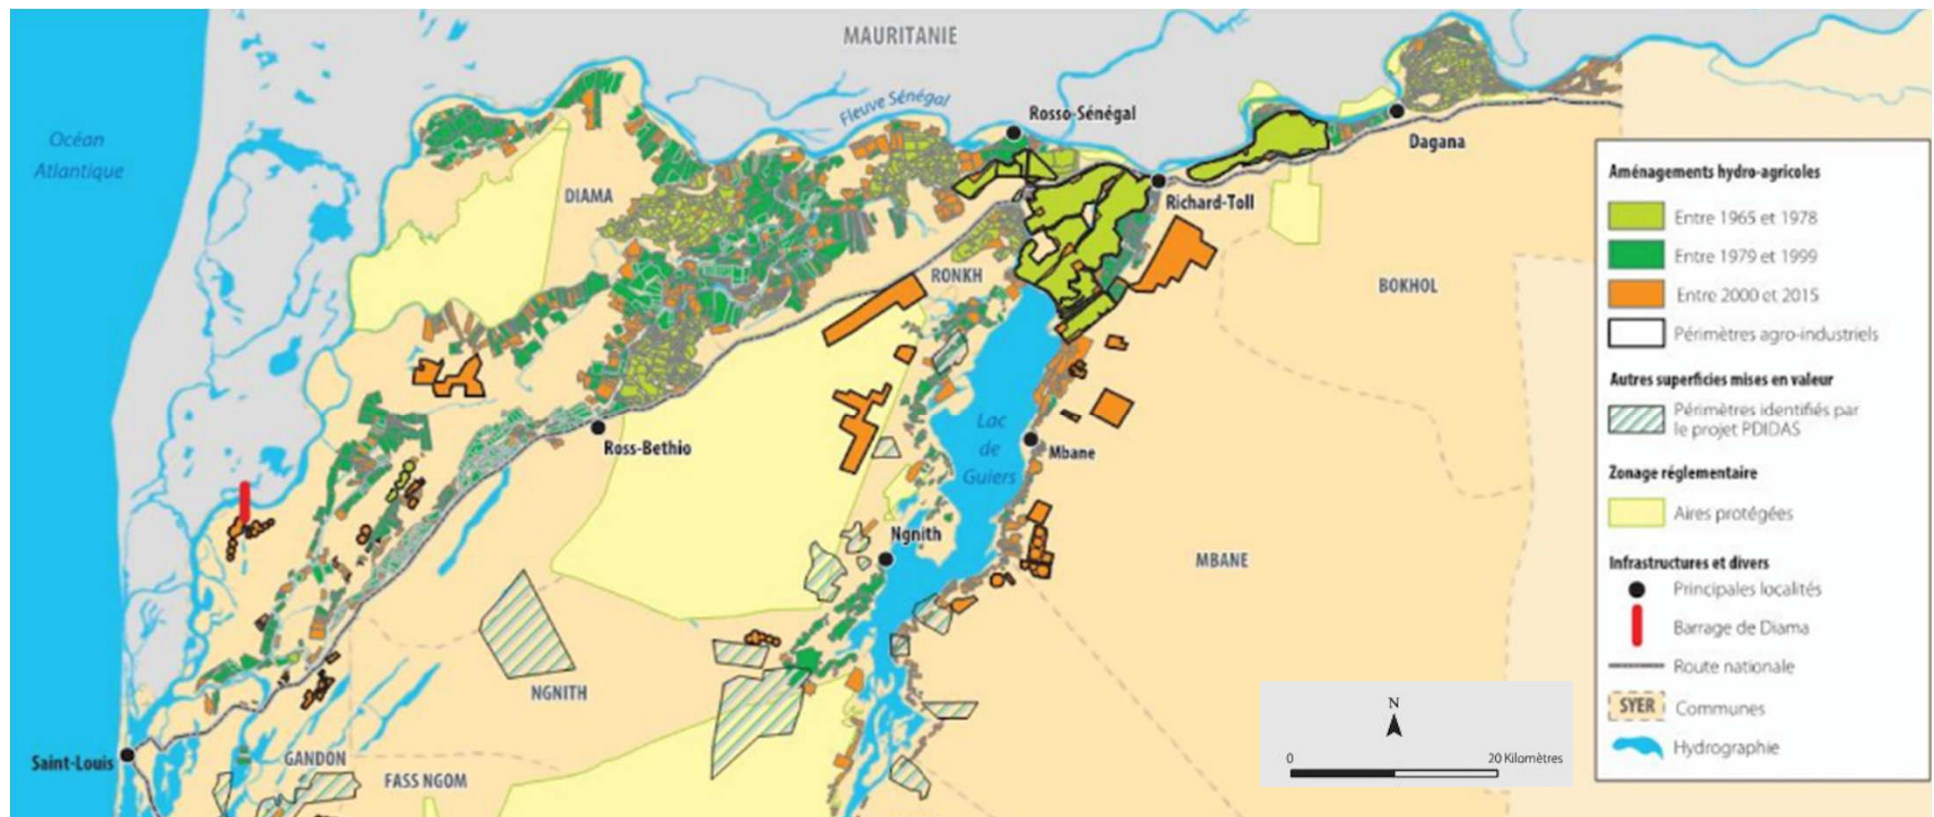 MAURITANIE
Océan
Atlantique
Fleuve Sénégal
Rosso-Sénégal
Dagana
DIAMA
Richard-Toll
RONKH
BOKHOL
Ross-Bethio
Lac
de
Guiers
Mbane
Ngnith
MBANE
NGNITH
Saint-Louis
GANDON
FASS NGOM
Aménagements hydro-agricoles
Entre 1965 et 1978
Entre 1979 et 1999
Entre 2000 et 2015
Périmètres agro-industriels
Autres superficies mises en valeur
Périmètres identifiés par
le projet PDIDAS
Zonage réglementaire
Aires protégées
Infrastructures et divers
Principales localités
Barrage de Diama
Route nationale
SYER Communes
Hydrographie
N
0 20 Kilomètres